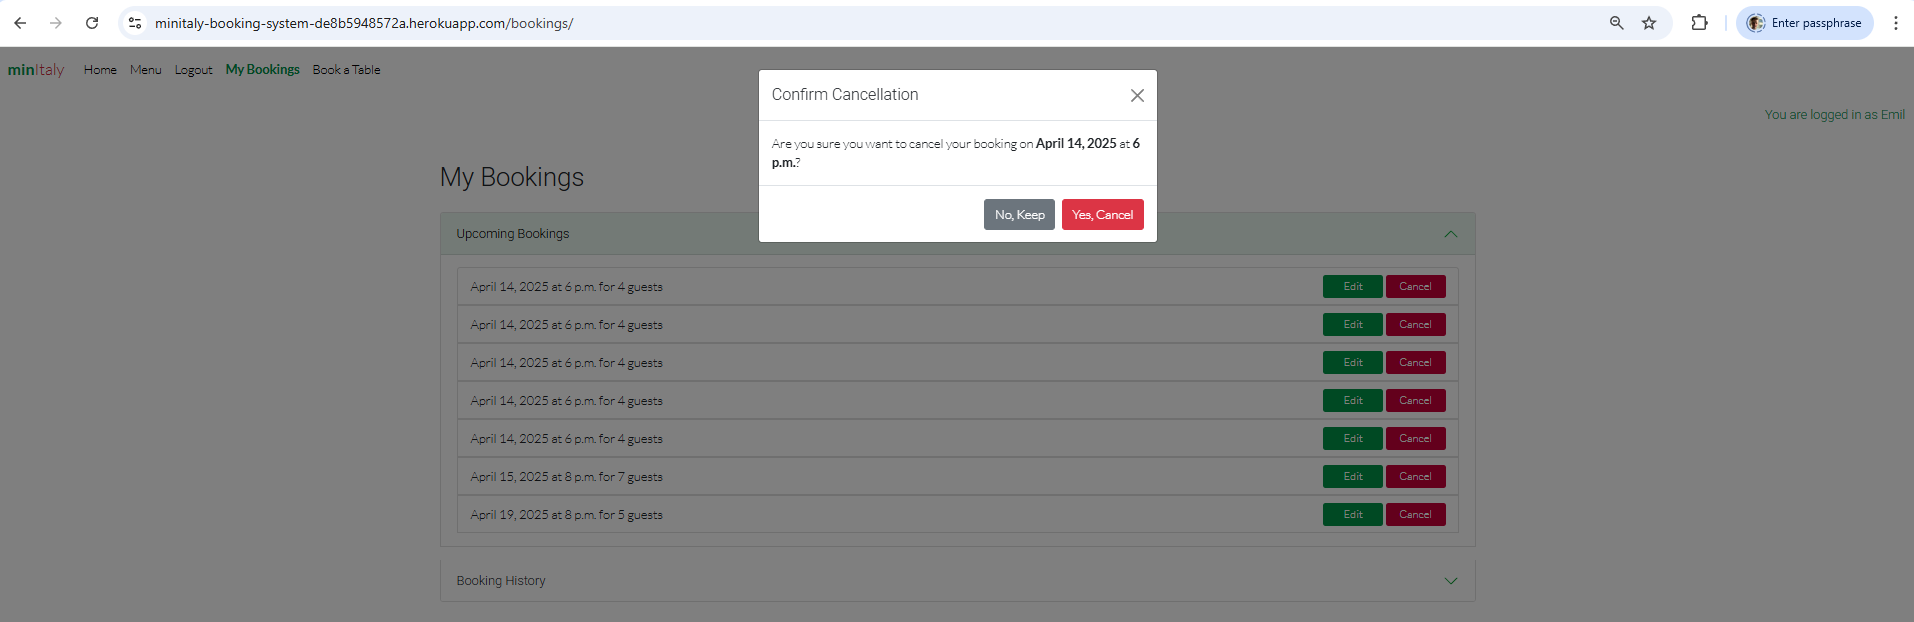 minitaly-booking-system-de8b5948572a.herokuapp.com/bookings/
Enter passphrase
minItaly Home Menu Logout My Bookings Book a Table
You are logged in as Emil
Confirm Cancellation
Are you sure you want to cancel your booking on April 14, 2025 at 6
p.m.?
No, Keep Yes, Cancel
My Bookings
Upcoming Bookings
April 14, 2025 at 6 p.m. for 4 guests Edit Cancel
April 14, 2025 at 6 p.m. for 4 guests Edit Cancel
April 14, 2025 at 6 p.m. for 4 guests Edit Cancel
April 14, 2025 at 6 p.m. for 4 guests Edit Cancel
April 14, 2025 at 6 p.m. for 4 guests Edit Cancel
April 15, 2025 at 8 p.m. for 7 guests Edit Cancel
April 19, 2025 at 8 p.m. for 5 guests Edit Cancel
Booking History